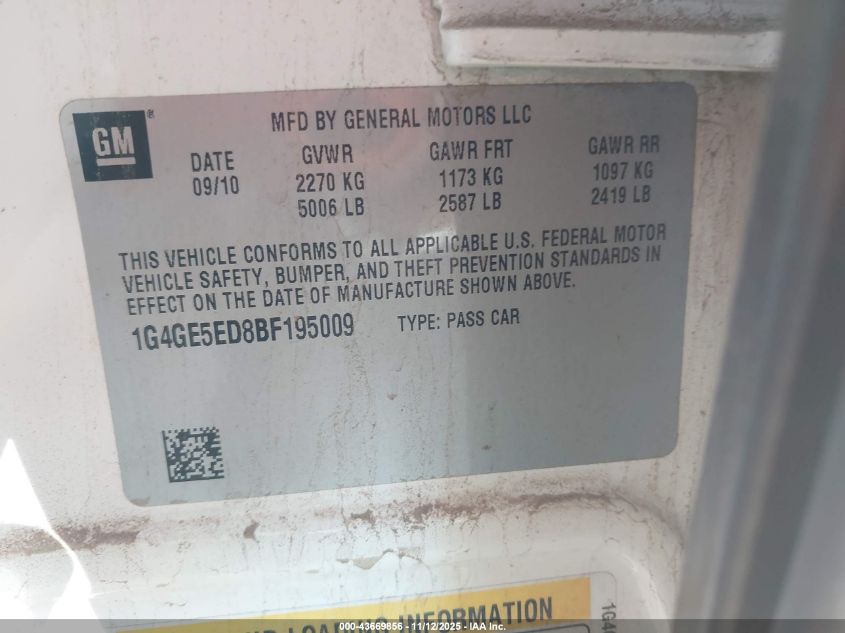 GM ®
MFD BY GENERAL MOTORS LLC
DATE GVWR GAWR FRT GAWR RR
09/10 2270 KG 1173 KG 1097 KG
5006 LB 2587 LB 2419 LB
THIS VEHICLE CONFORMS TO ALL APPLICABLE U.S. FEDERAL MOTOR
VEHICLE SAFETY, BUMPER, AND THEFT PREVENTION STANDARDS IN
EFFECT ON THE DATE OF MANUFACTURE SHOWN ABOVE.
1G4GE5ED8BF195009 TYPE: PASS CAR
INFORMATION
1G4
000-43669856 - 11/12/2025 - IAA Inc.